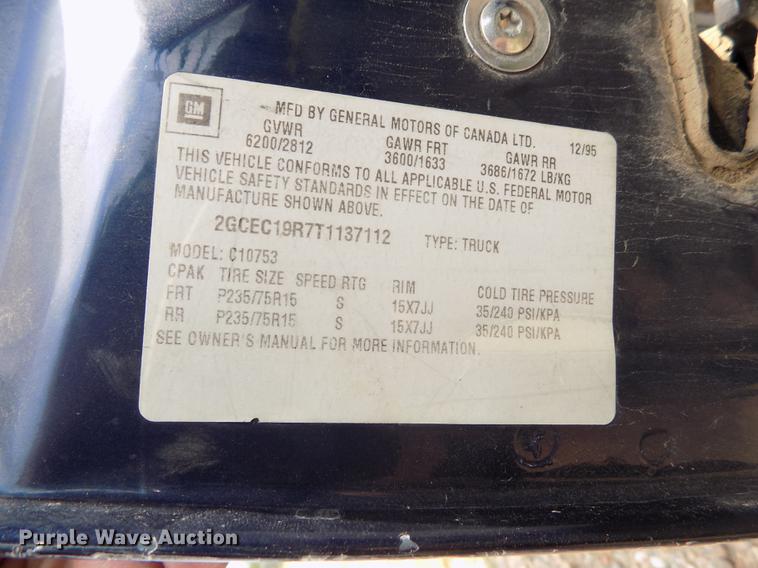 GM
MFD BY GENERAL MOTORS OF CANADA LTD. 12/95
GVWR GAWR FRT GAWR RR
6200/2812 3600/1633 3686/1672 LB/KG
THIS VEHICLE CONFORMS TO ALL APPLICABLE U.S. FEDERAL MOTOR
VEHICLE SAFETY STANDARDS IN EFFECT ON THE DATE OF
MANUFACTURE SHOWN ABOVE.
2GCEC19R7T1137112 TYPE: TRUCK
MODEL: C10753
CPAK TIRE SIZE SPEED RTG RIM COLD TIRE PRESSURE
FRT P235/75R15 S 15X7JJ 35/240 PSI/KPA
RR P235/75R15 S 15X7JJ 35/240 PSI/KPA
SEE OWNER'S MANUAL FOR MORE INFORMATION.
Purple Wave Auction